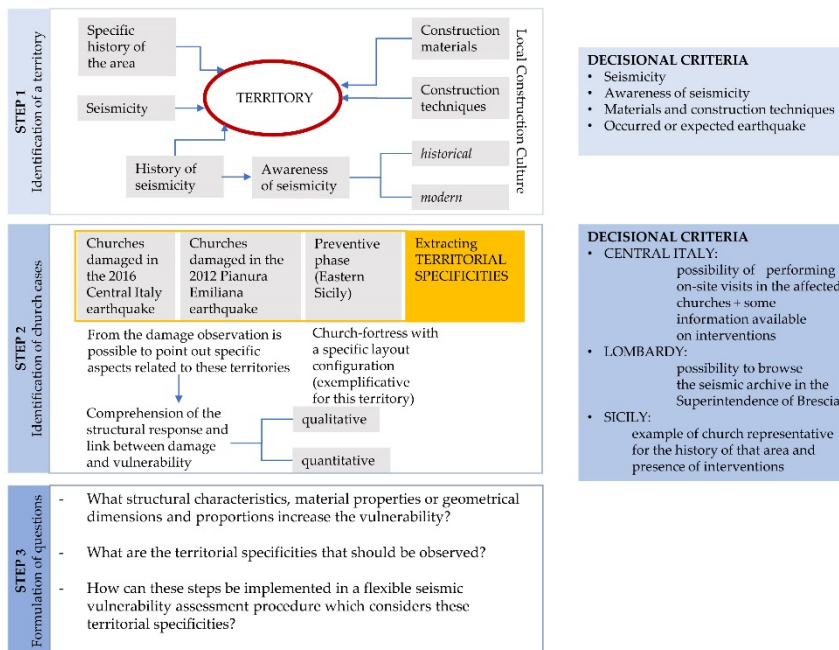 STEP 1
Identification of a territory
Specific
history of
the area
Seismicity
History of
seismicity
Awareness
of seismicity
TERRITORY
Construction
materials
Construction
techniques
historical
modern
Local Construction Culture
DECISIONAL CRITERIA
• Seismicity
• Awareness of seismicity
• Materials and construction techniques
• Occurred or expected earthquake
STEP 2
Identification of church cases
Churches
damaged in
the 2016
Central Italy
earthquake
Churches
damaged in the
2012 Pianura
Emiliana
earthquake
Preventive
phase
(Eastern
Sicily)
Extracting
TERRITORIAL
SPECIFICITIES
From the damage observation is
possible to point out specific
aspects related to these territories
Church-fortress with
a specific layout
configuration
(exemplificative
for this territory)
Comprehension of the
structural response and
link between damage
and vulnerability
qualitative
quantitative
DECISIONAL CRITERIA
• CENTRAL ITALY:
possibility of performing
on-site visits in the affected
churches + some
information available
on interventions
• LOMBARDY:
possibility to browse
the seismic archive in the
Superintendence of Brescia
• SICILY:
example of church representative
for the history of that area and
presence of interventions
STEP 3
Formulation of questions
- What structural characteristics, material properties or geometrical
dimensions and proportions increase the vulnerability?
- What are the territorial specificities that should be observed?
- How can these steps be implemented in a flexible seismic
vulnerability assessment procedure which considers these
territorial specificities?